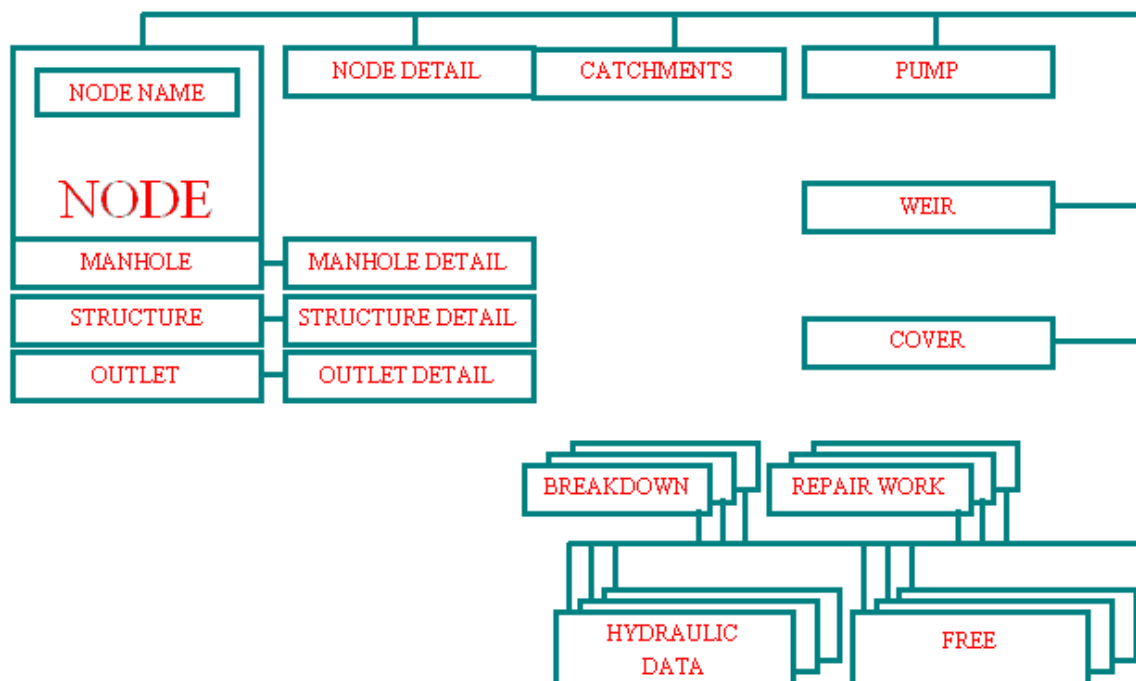 NODE DETAIL
CATCHMENTS
PUMP
NODE NAME
NODE
WEIR
MANHOLE
MANHOLE DETAIL
STRUCTURE
STRUCTURE DETAIL
COVER
OUTLET
OUTLET DETAIL
BREAKDOWN
REPAIR WORK
HYDRAULIC
DATA
FREE